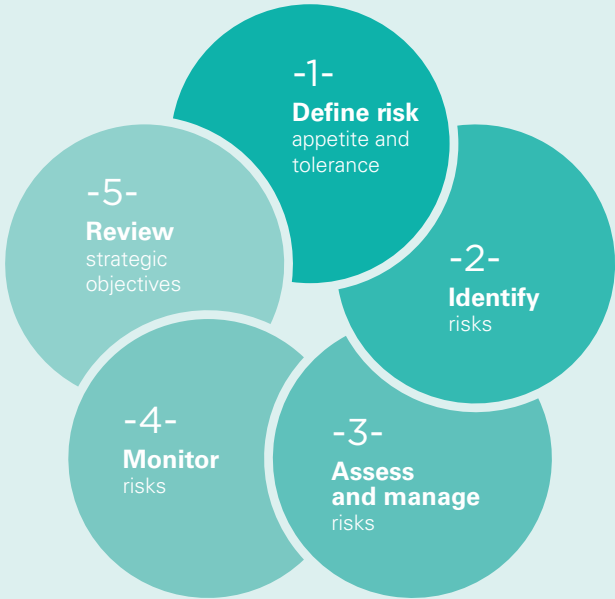 -1-
Define risk
appetite and
tolerance
-2-
Identify
risks
-3-
Assess
and manage
risks
-4-
Monitor
risks
-5-
Review
strategic
objectives